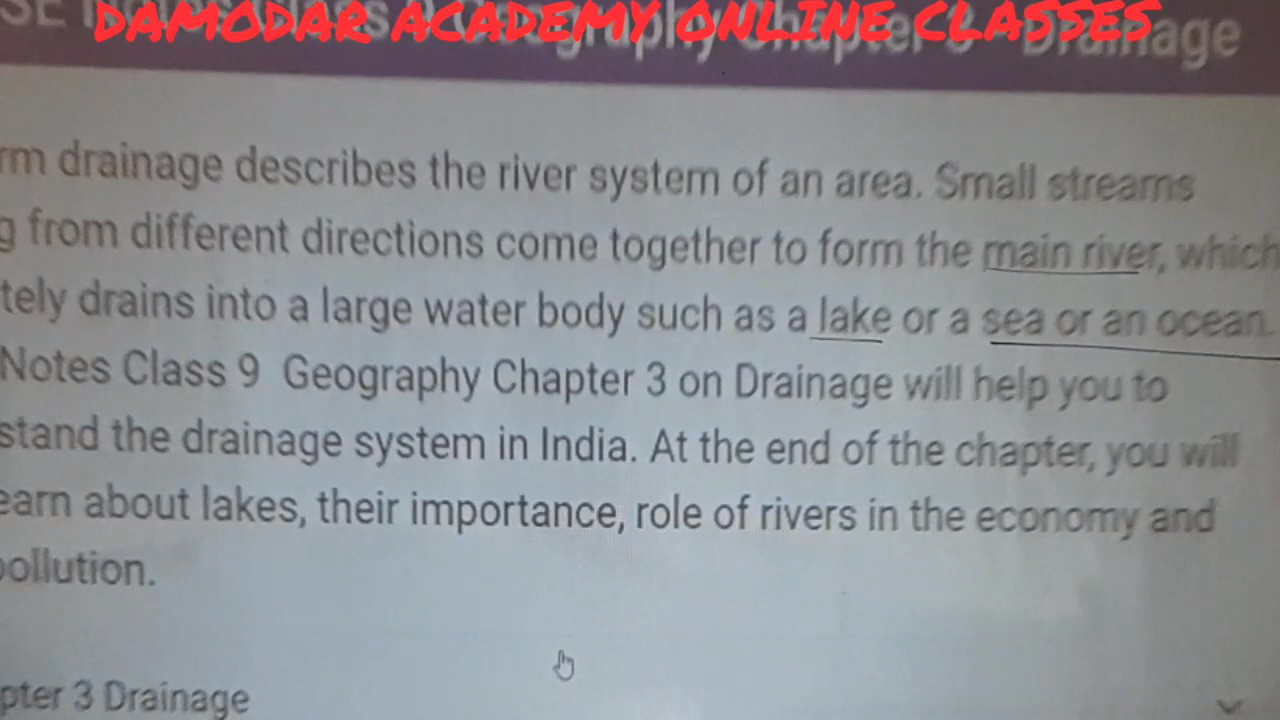 DAMODAR ACADEMY ONLINE CLASSES
Chapter 3 Drainage
rm drainage describes the river system of an area. Small streams
g from different directions come together to form the main river, which
tely drains into a large water body such as a lake or a sea or an ocean.
Notes Class 9 Geography Chapter 3 on Drainage will help you to
stand the drainage system in India. At the end of the chapter, you will
earn about lakes, their importance, role of rivers in the economy and
pollution.
pter 3 Drainage